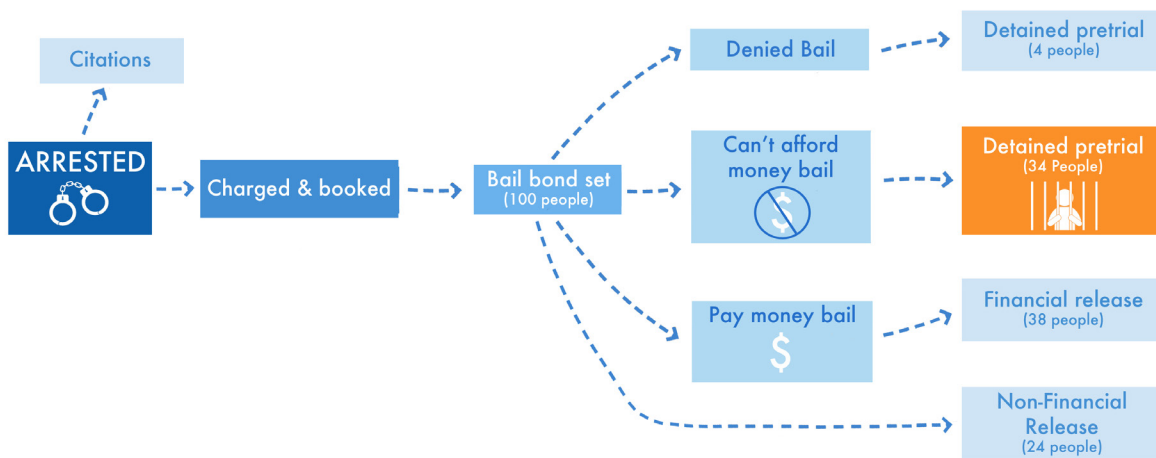 Citations
ARRESTED
Charged & booked
Bail bond set
(100 people)
Denied Bail
Detained pretrial
(4 people)
Can't afford
money bail
$
Detained pretrial
(34 People)
Pay money bail
$
Financial release
(38 people)
Non-Financial
Release
(24 people)